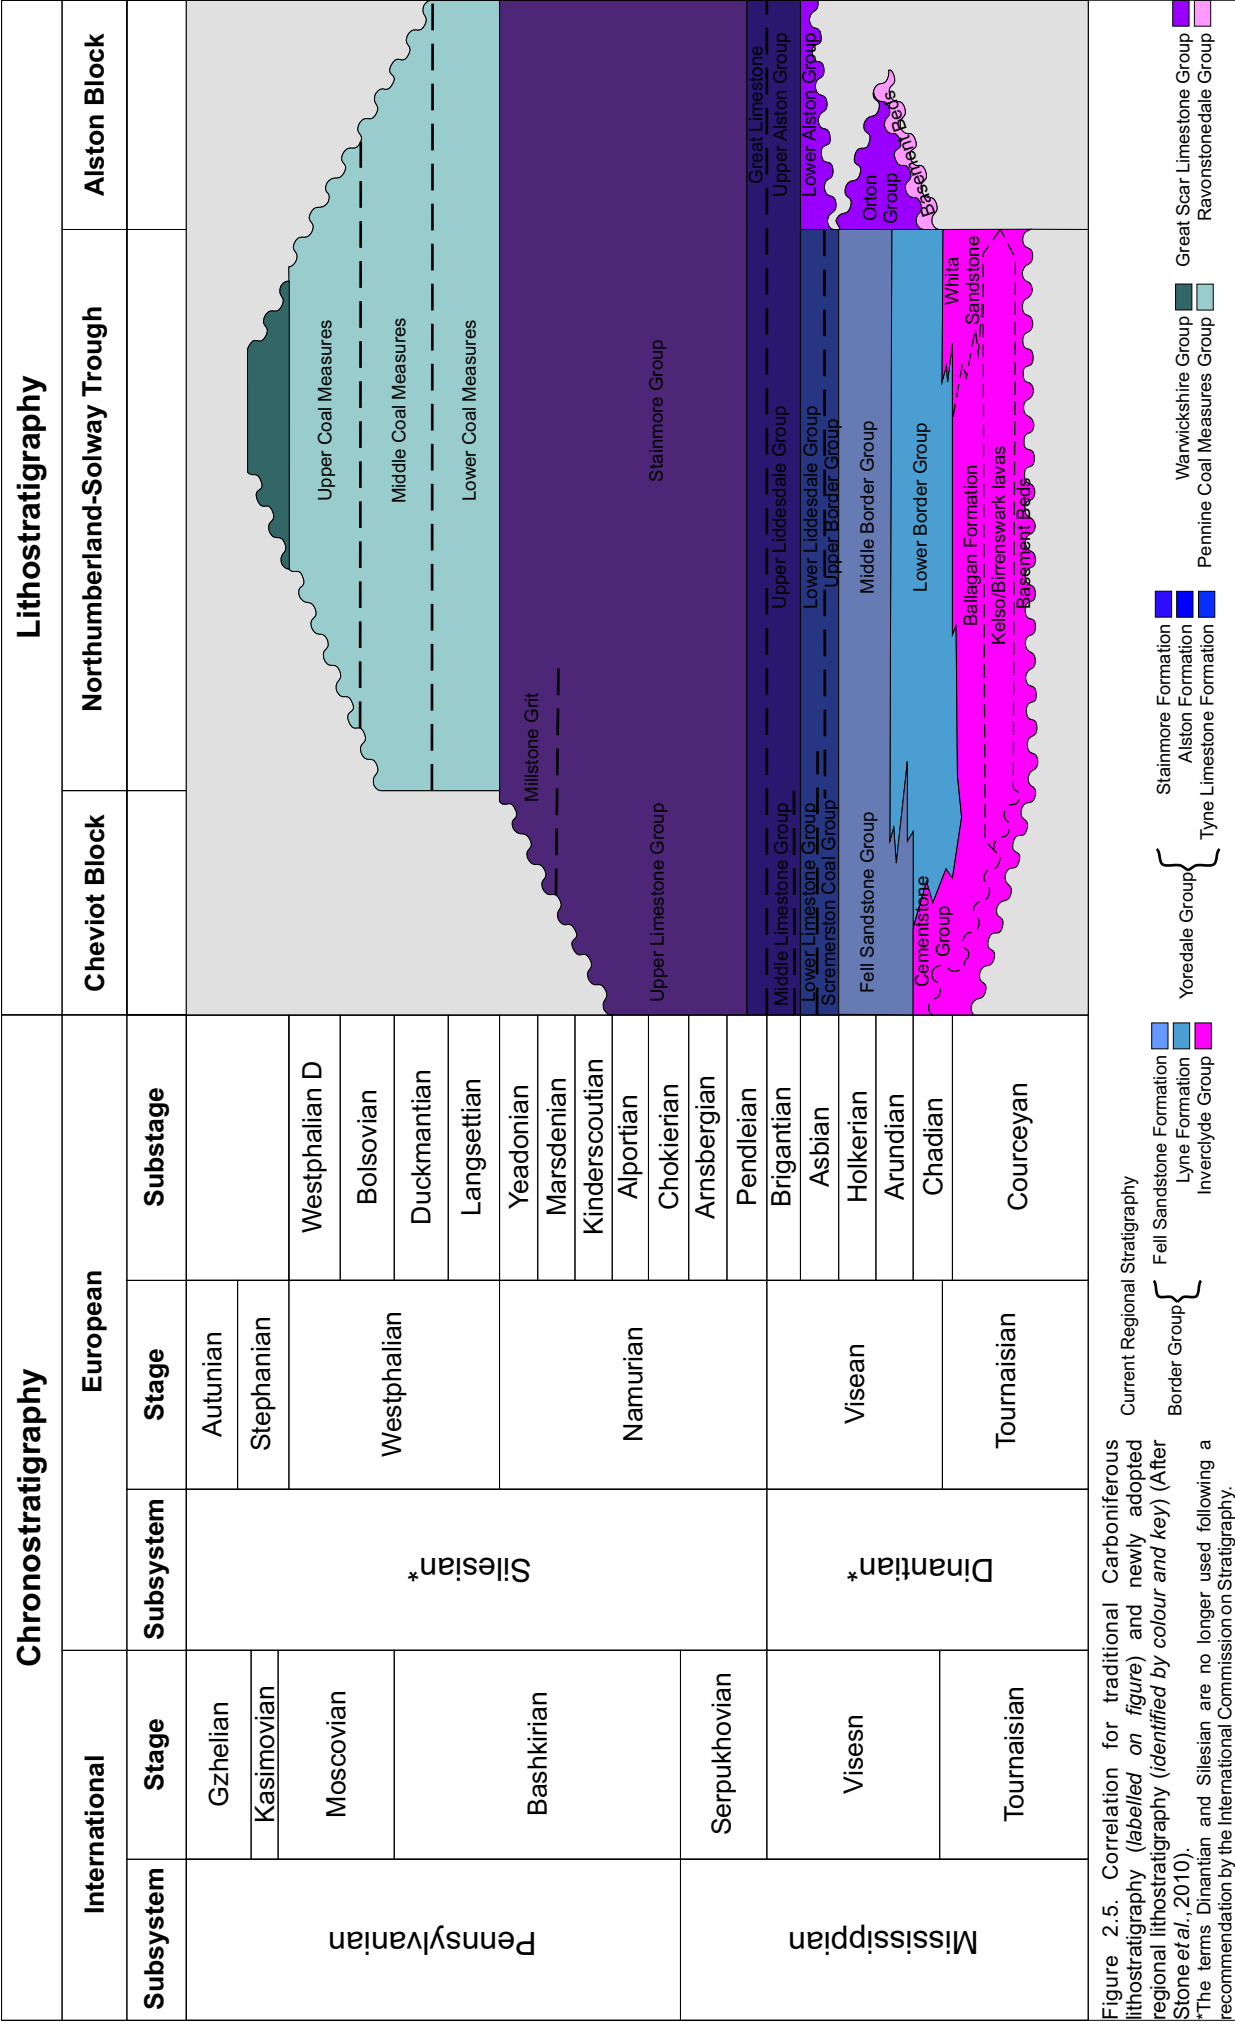 Chronostratigraphy
Lithostratigraphy
International
European
Cheviot Block
Northumberland-Solway Trough
Alston Block
Subsystem
Stage
Subsystem
Stage
Substage
Pennsylvanian
Mississippian
Gzhelian
Kasimovian
Moscovian
Bashkirian
Serpukhovian
Visesn
Tournaisian
Silesian*
Dinantian*
Autunian
Stephanian
Westphalian
Namurian
Visean
Tournaisian
Westphalian D
Bolsovian
Duckmantian
Langsettian
Yeadonian
Marsdenian
Kinderscoutian
Alportian
Chokierian
Arnsbergian
Pendleian
Brigantian
Asbian
Holkerian
Arundian
Chadian
Courceyan
Upper Limestone Group
Middle Limestone Group
Lower Limestone Group
Scremerston Coal Group
Fell Sandstone Group
Cementstone
Group
Upper Coal Measures
Middle Coal Measures
Lower Coal Measures
Millstone Grit
Stainmore Group
Upper Liddesdale Group
Lower Liddesdale Group
Upper Border Group
Middle Border Group
Lower Border Group
Whita
Sandstone
Ballagan Formation
Kelso/Birrenswark lavas
Basement Beds
Great Limestone
Upper Alston Group
Lower Alston Group
Orton
Group
Basement Beds
Figure 2.5. Correlation for traditional Carboniferous
lithostratigraphy (labelled on figure) and newly adopted
regional lithostratigraphy (identified by colour and key) (After
Stone et al., 2010).
*The terms Dinantian and Silesian are no longer used following a
recommendation by the International Commission on Stratigraphy.
Current Regional Stratigraphy
Border Group
Fell Sandstone Formation
Lyne Formation
Inverclyde Group
Yoredale Group
Stainmore Formation
Alston Formation
Tyne Limestone Formation
Warwickshire Group
Pennine Coal Measures Group
Great Scar Limestone Group
Ravonstonedale Group